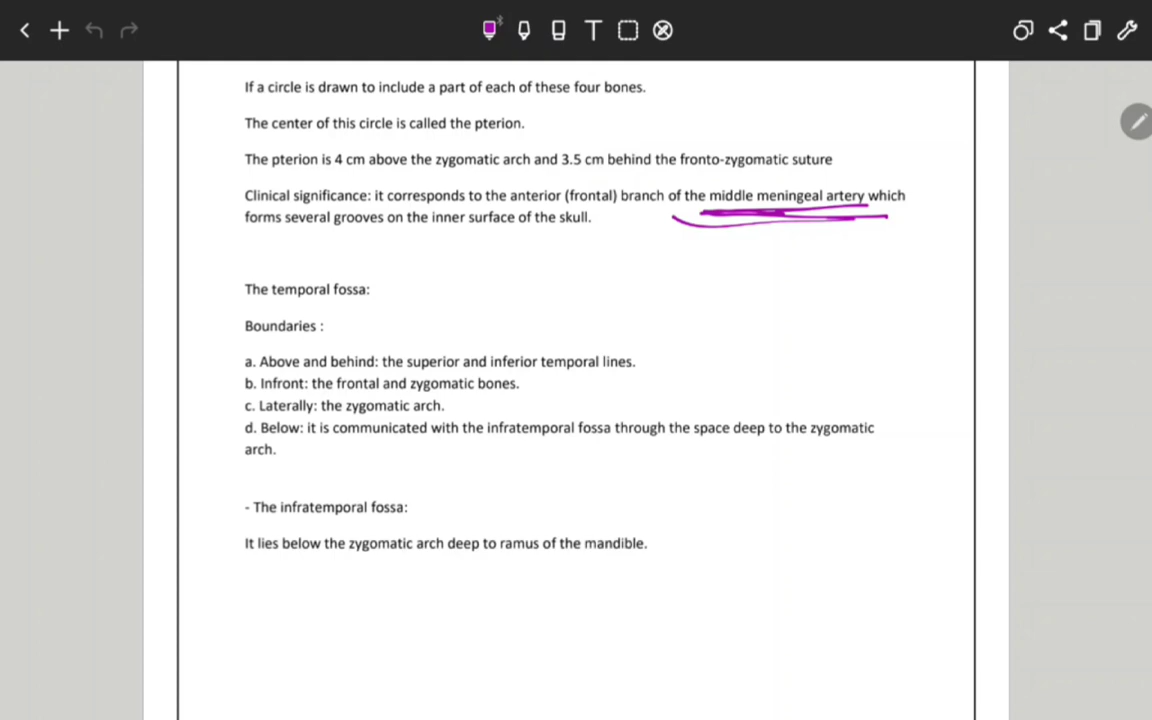 If a circle is drawn to include a part of each of these four bones.
The center of this circle is called the pterion.
The pterion is 4 cm above the zygomatic arch and 3.5 cm behind the fronto-zygomatic suture
Clinical significance: it corresponds to the anterior (frontal) branch of the middle meningeal artery which
forms several grooves on the inner surface of the skull.
The temporal fossa:
Boundaries :
a. Above and behind: the superior and inferior temporal lines.
b. Infront: the frontal and zygomatic bones.
c. Laterally: the zygomatic arch.
d. Below: it is communicated with the infratemporal fossa through the space deep to the zygomatic
arch.
- The infratemporal fossa:
It lies below the zygomatic arch deep to ramus of the mandible.